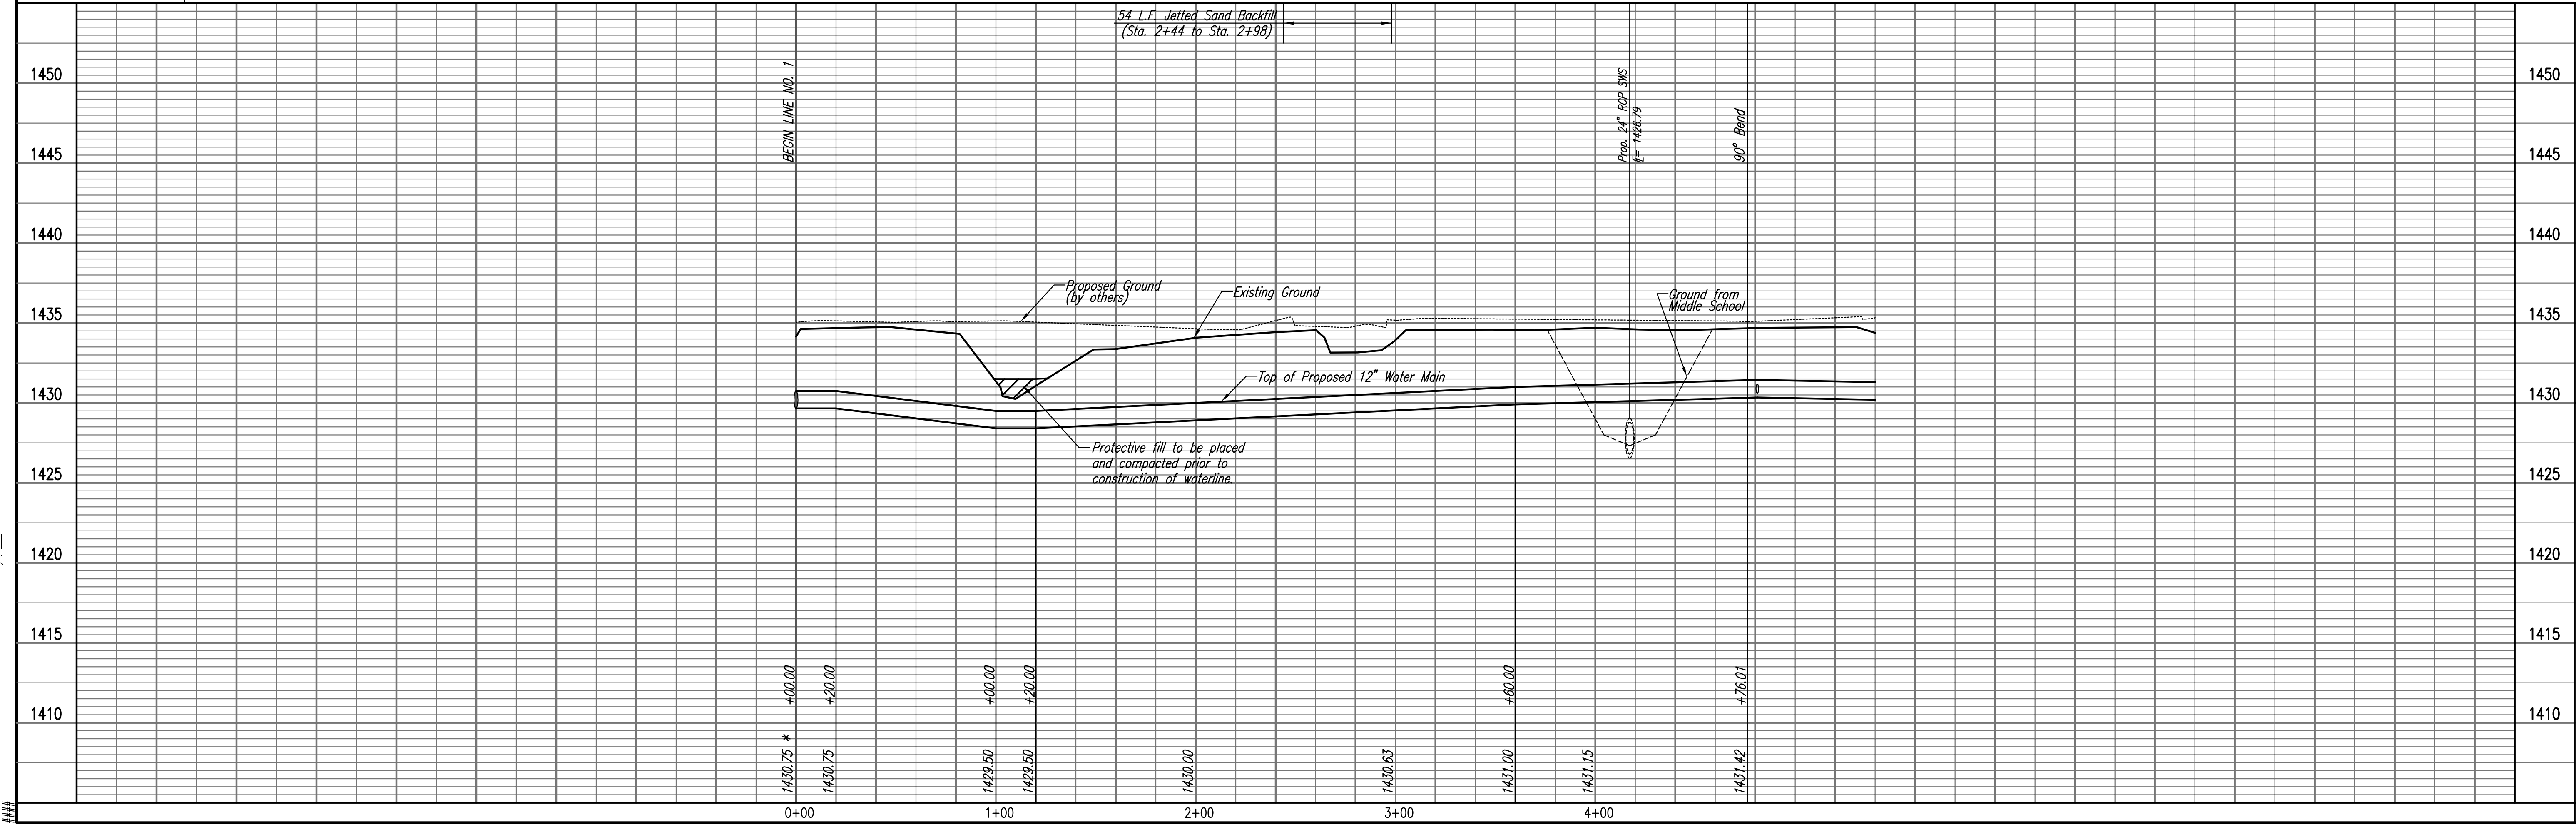 54 L.F. Jetted Sand Backfill
(Sta. 2+44 to Sta. 2+98)
BEGIN LINE NO. 1
Prop. 24" RCP SWS
℄= 1426.79
90° Bend
1450
1450
1445
1445
1440
1440
1435
1435
1430
1430
1425
1425
1420
1420
1415
1415
1410
1410
Proposed Ground
(by others)
Existing Ground
Ground from
Middle School
Top of Proposed 12" Water Main
Protective fill to be placed
and compacted prior to
construction of waterline.
+00.00
+20.00
+00.00
+20.00
+60.00
+76.01
1430.75 *
1430.75
1429.50
1429.50
1430.00
1430.63
1431.00
1431.15
1431.42
0+00
1+00
2+00
3+00
4+00